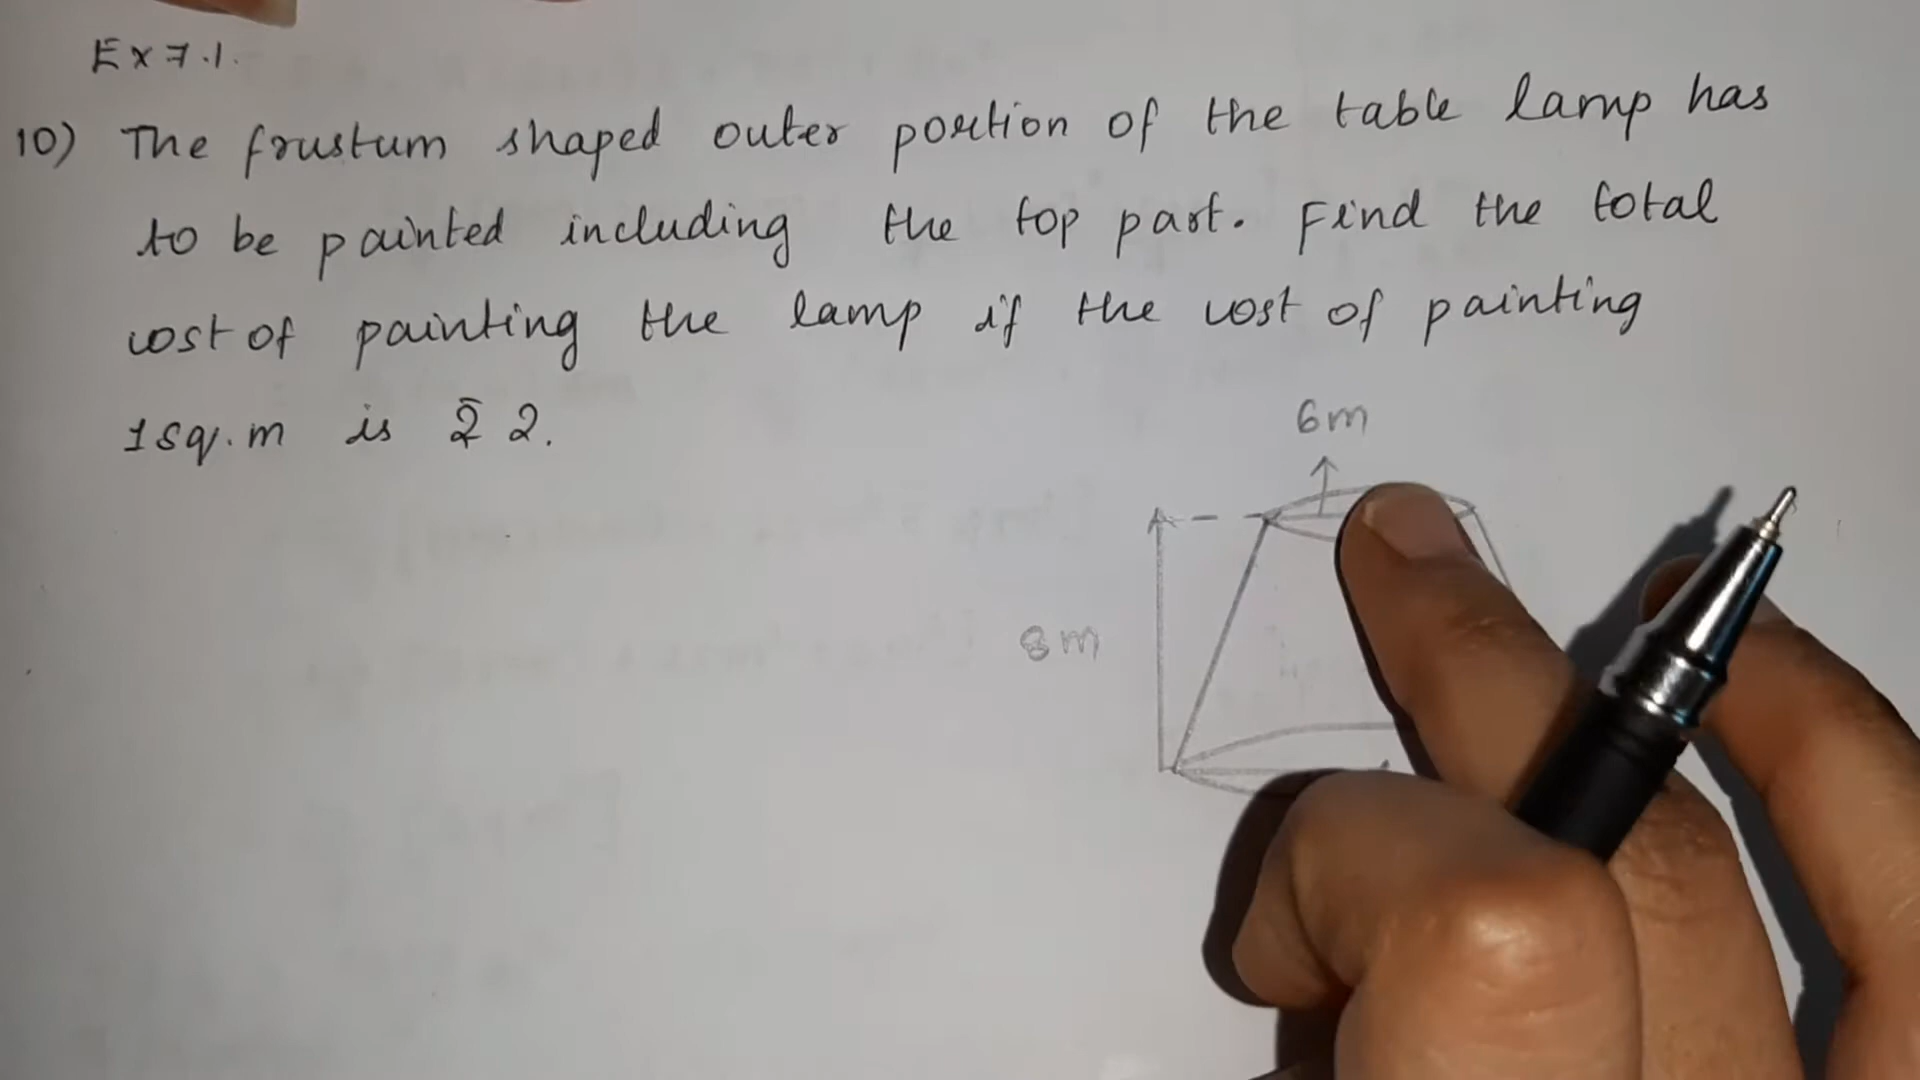 Ex 7.1.
10) The frustum shaped outer portion of the table lamp has
to be painted including the top part. Find the total
cost of painting the lamp if the cost of painting
1sq.m is ₹ 2.
6m
8m